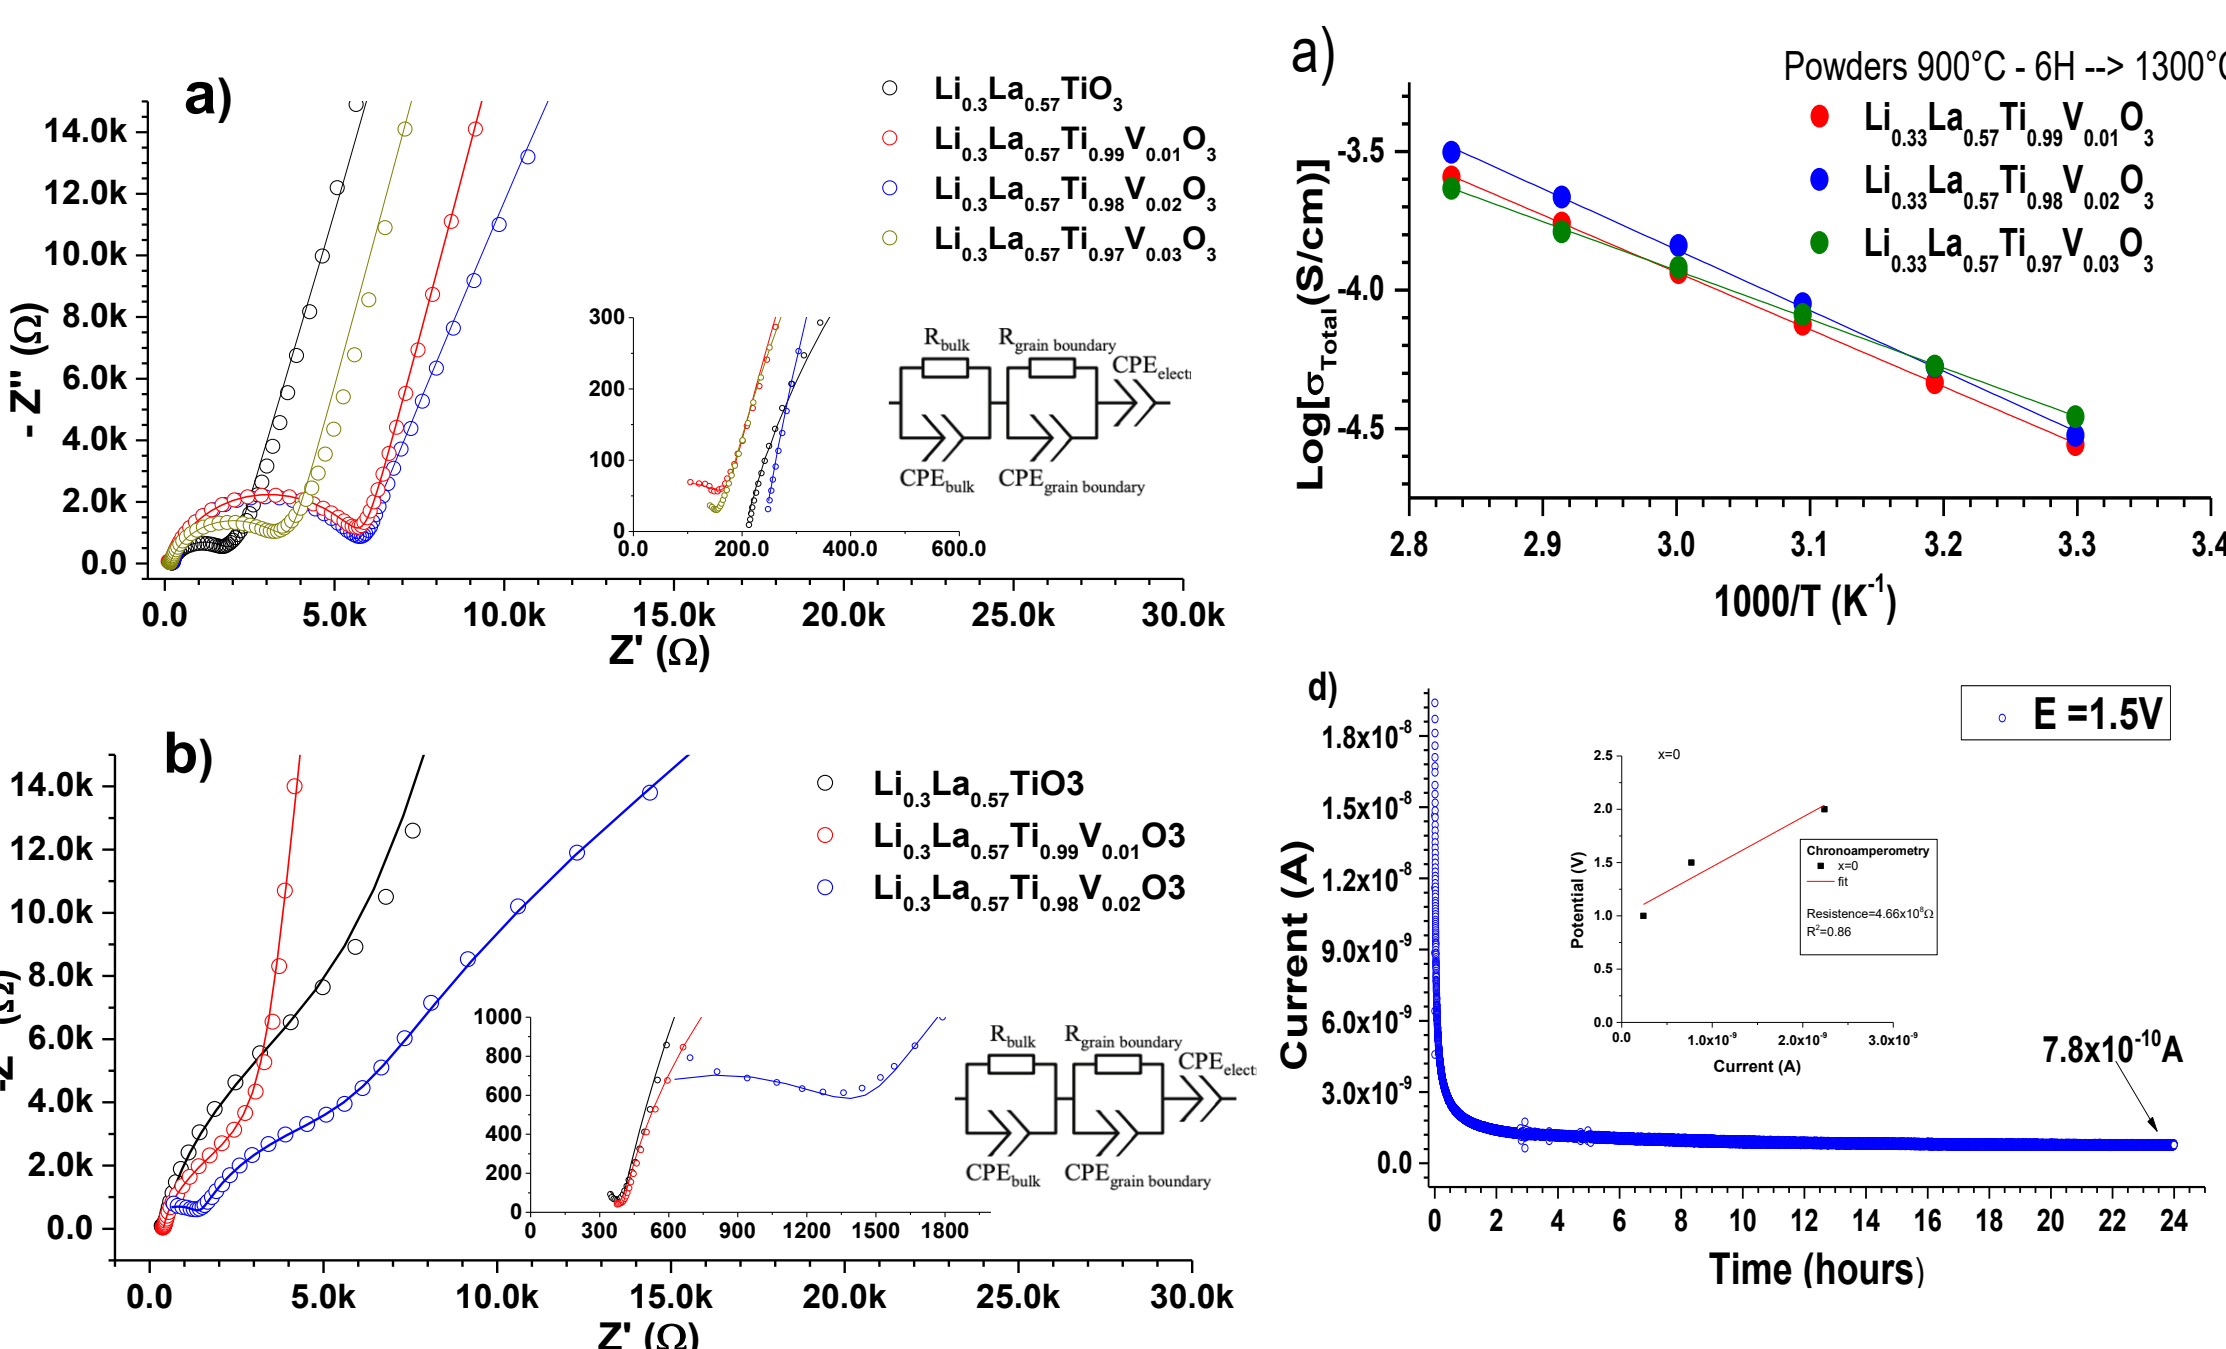 a)
Li0.3La0.57TiO3
Li0.3La0.57Ti0.99V0.01O3
Li0.3La0.57Ti0.98V0.02O3
Li0.3La0.57Ti0.97V0.03O3
14.0k
12.0k
10.0k
8.0k
6.0k
4.0k
2.0k
0.0
- Z'' (Ω)
0.0 5.0k 10.0k 15.0k 20.0k 25.0k 30.0k
Z' (Ω)
300
200
100
0
0.0 200.0 400.0 600.0
Rbulk Rgrain boundary
CPEelectr
CPEbulk CPEgrain boundary
a)
Powders 900°C - 6H --> 1300°C
Li0.33La0.57Ti0.99V0.01O3
Li0.33La0.57Ti0.98V0.02O3
Li0.33La0.57Ti0.97V0.03O3
-3.5
-4.0
-4.5
Log[σTotal(S/cm)]
2.8 2.9 3.0 3.1 3.2 3.3 3.4
1000/T (K-1)
b)
Li0.3La0.57TiO3
Li0.3La0.57Ti0.99V0.01O3
Li0.3La0.57Ti0.98V0.02O3
14.0k
12.0k
10.0k
8.0k
6.0k
4.0k
2.0k
0.0
-Z'' (Ω)
0.0 5.0k 10.0k 15.0k 20.0k 25.0k 30.0k
Z' (Ω)
1000
800
600
400
200
0
0 300 600 900 1200 1500 1800
Rbulk Rgrain boundary
CPEelect
CPEbulk CPEgrain boundary
d)
E =1.5V
1.8x10-8
1.5x10-8
1.2x10-8
9.0x10-9
6.0x10-9
3.0x10-9
0.0
Current (A)
0 2 4 6 8 10 12 14 16 18 20 22 24
Time (hours)
7.8x10-10A
x=0
2.5
2.0
1.5
1.0
0.5
0.0
Potential (V)
0.0 1.0x10-9 2.0x10-9 3.0x10-9
Current (A)
Chronoamperometry
x=0
fit
Resistence=4.66x108Ω
R2=0.86